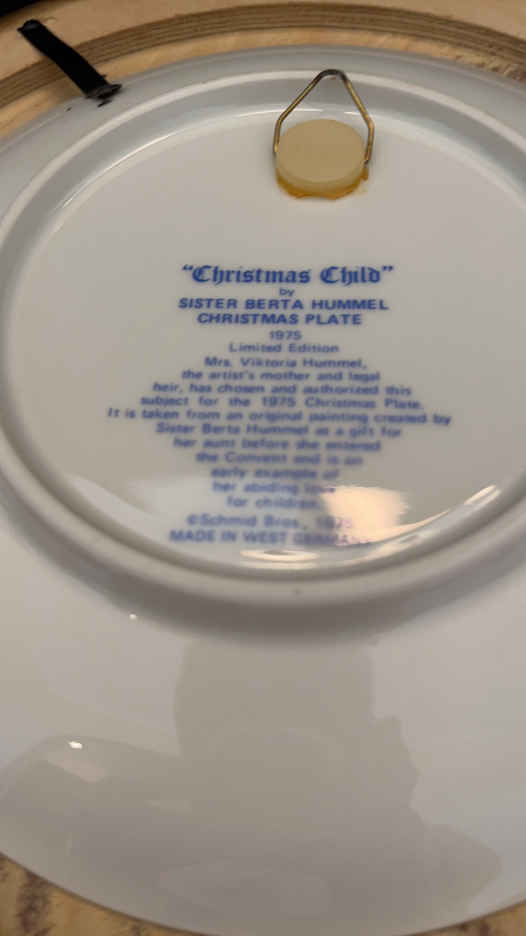 "Christmas Child"
by
SISTER BERTA HUMMEL
CHRISTMAS PLATE
1975
Limited Edition
Mrs. Viktoria Hummel,
the artist's mother and legal
heir, has chosen and authorized this
subject for the 1975 Christmas Plate.
It is taken from an original painting created by
Sister Berta Hummel as a gift for
her aunt before she entered
the Convent and is an
early example of
her abiding love
for children.
©Schmid Bros., 1975
MADE IN WEST GERMANY